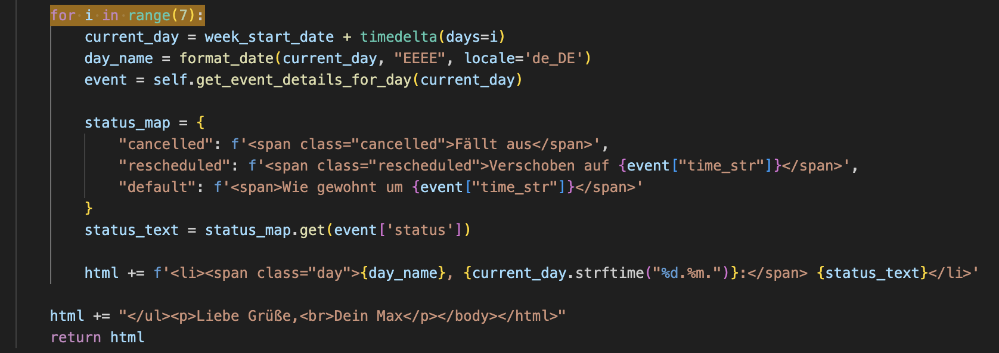 for i in range(7):
    current_day = week_start_date + timedelta(days=i)
    day_name = format_date(current_day, "EEEE", locale='de_DE')
    event = self.get_event_details_for_day(current_day)

    status_map = {
        "cancelled": f'<span class="cancelled">Fällt aus</span>',
        "rescheduled": f'<span class="rescheduled">Verschoben auf {event["time_str"]}</span>',
        "default": f'<span>Wie gewohnt um {event["time_str"]}</span>'
    }
    status_text = status_map.get(event['status'])

    html += f'<li><span class="day">{day_name}, {current_day.strftime("%d.%m.")}:</span> {status_text}</li>'

html += "</ul><p>Liebe Grüße,<br>Dein Max</p></body></html>"
return html